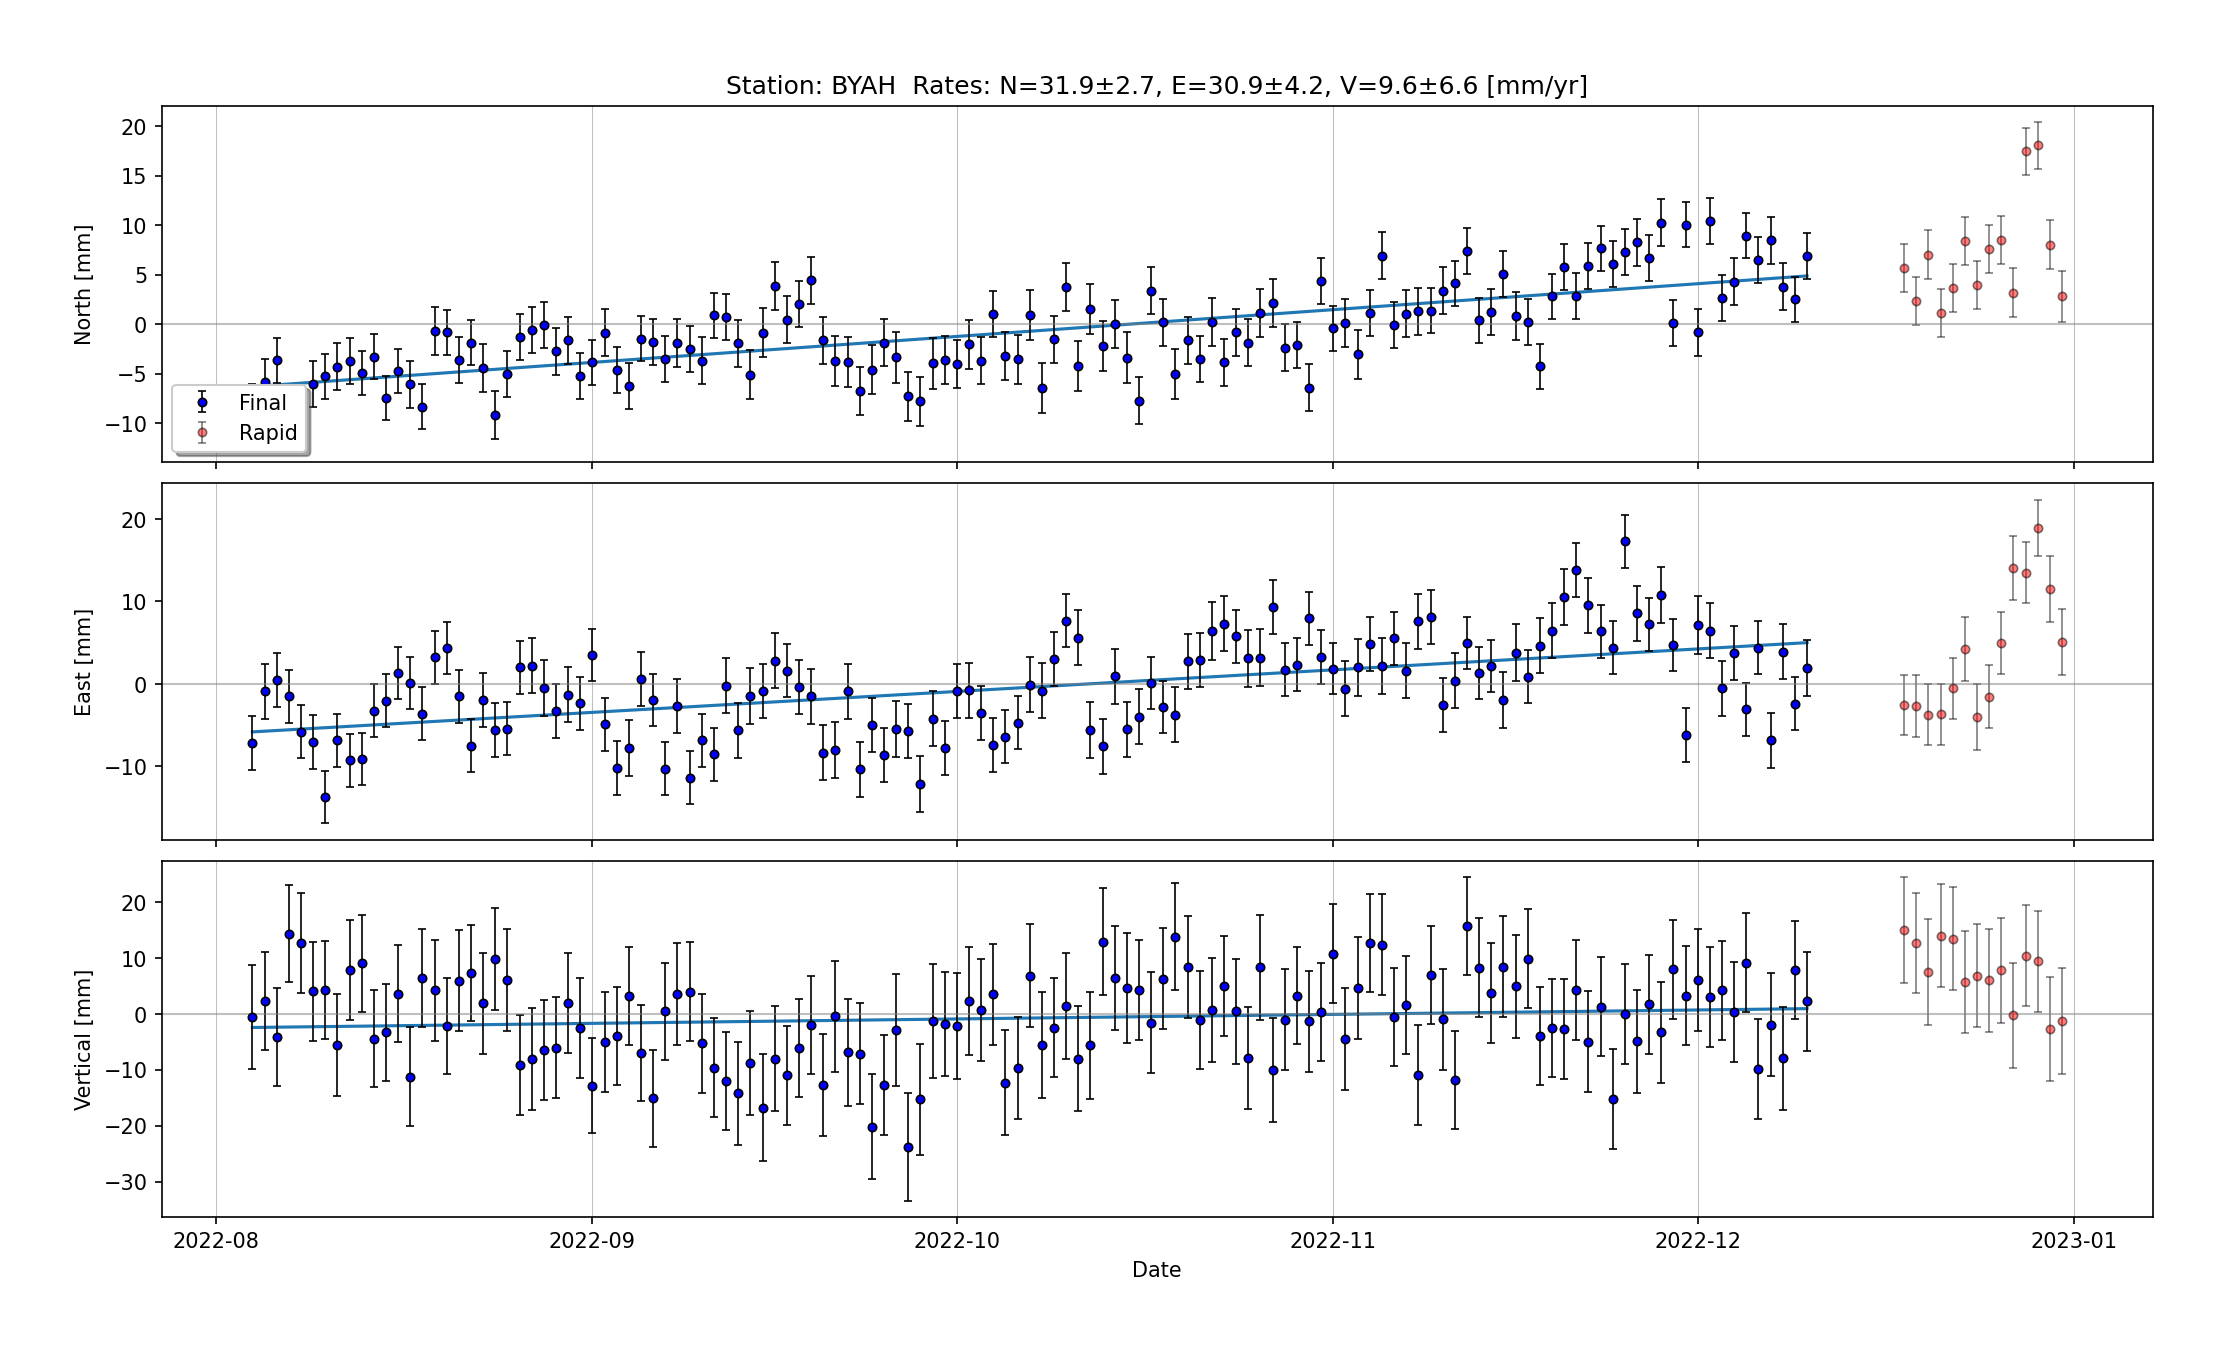 Station: BYAH  Rates: N=31.9±2.7, E=30.9±4.2, V=9.6±6.6 [mm/yr]
North [mm]
20
15
10
5
0
−5
−10
Final
Rapid
East [mm]
20
10
0
−10
Vertical [mm]
20
10
0
−10
−20
−30
2022-08 2022-09 2022-10 2022-11 2022-12 2023-01
Date